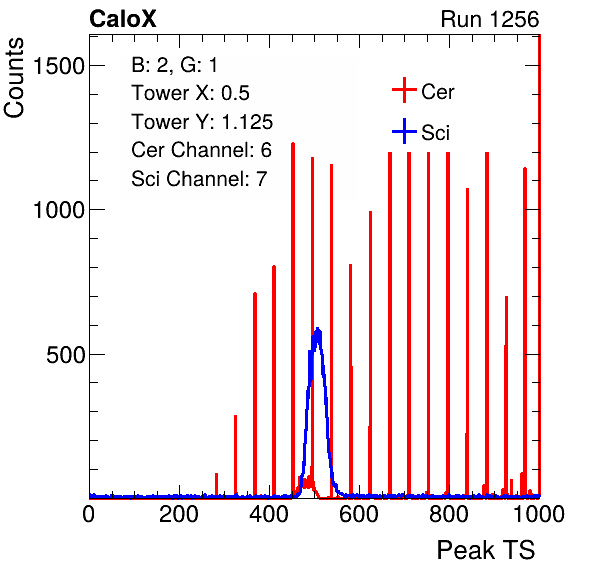 CaloX Run 1256
Counts
1500
1000
500
B: 2, G: 1
Tower X: 0.5
Tower Y: 1.125
Cer Channel: 6
Sci Channel: 7
Cer
Sci
0 200 400 600 800 1000
Peak TS